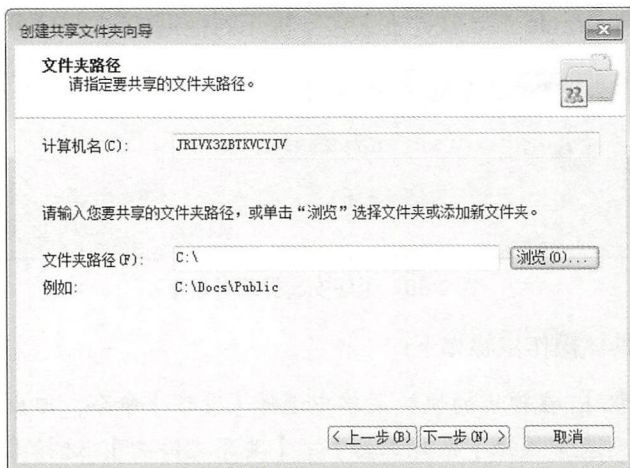 创建共享文件夹向导
文件夹路径
请指定要共享的文件夹路径。
计算机名(C): JRIVX3ZBTKVCYJV
请输入您要共享的文件夹路径，或单击“浏览”选择文件夹或添加新文件夹。
文件夹路径(F): C:\ 浏览(O)...
例如: C:\Docs\Public
<上一步(B) 下一步(N)> 取消